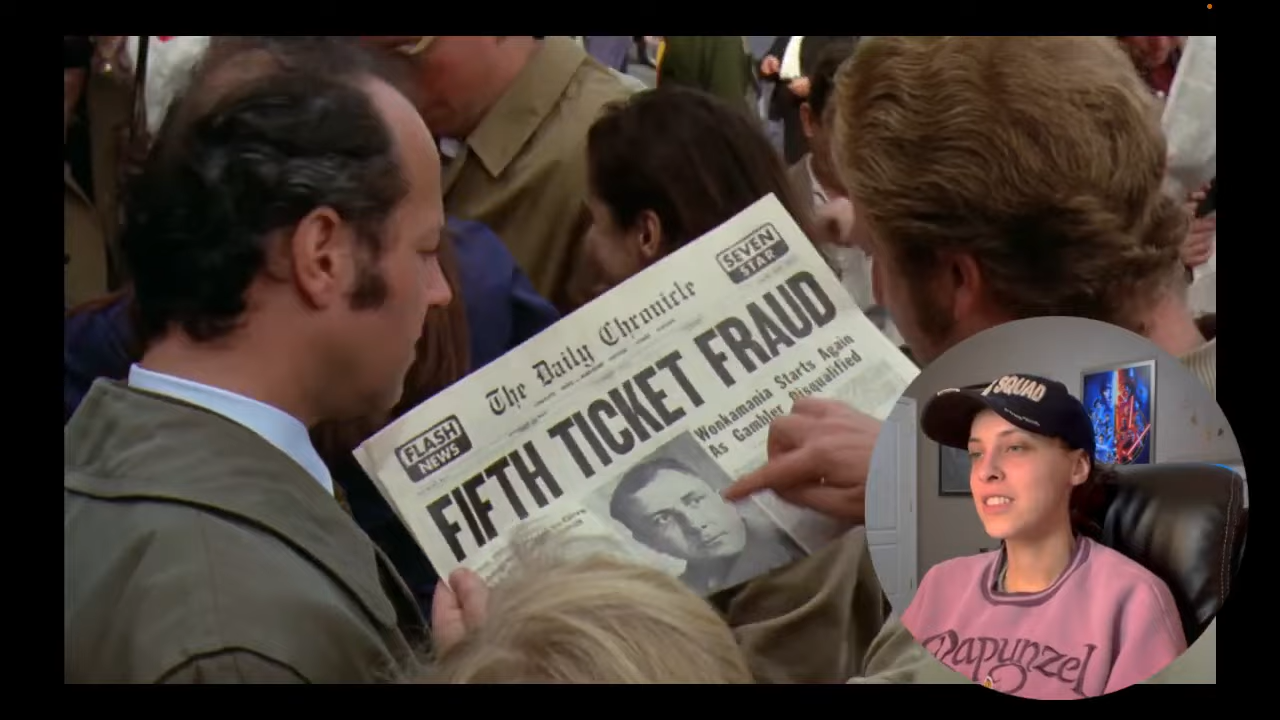 SEVEN
STAR
The Daily Chronicle
FLASH
NEWS
FIFTH TICKET FRAUD
Wonkamania Starts Again
As Gambler Disqualified
SQUAD
Rapunzel